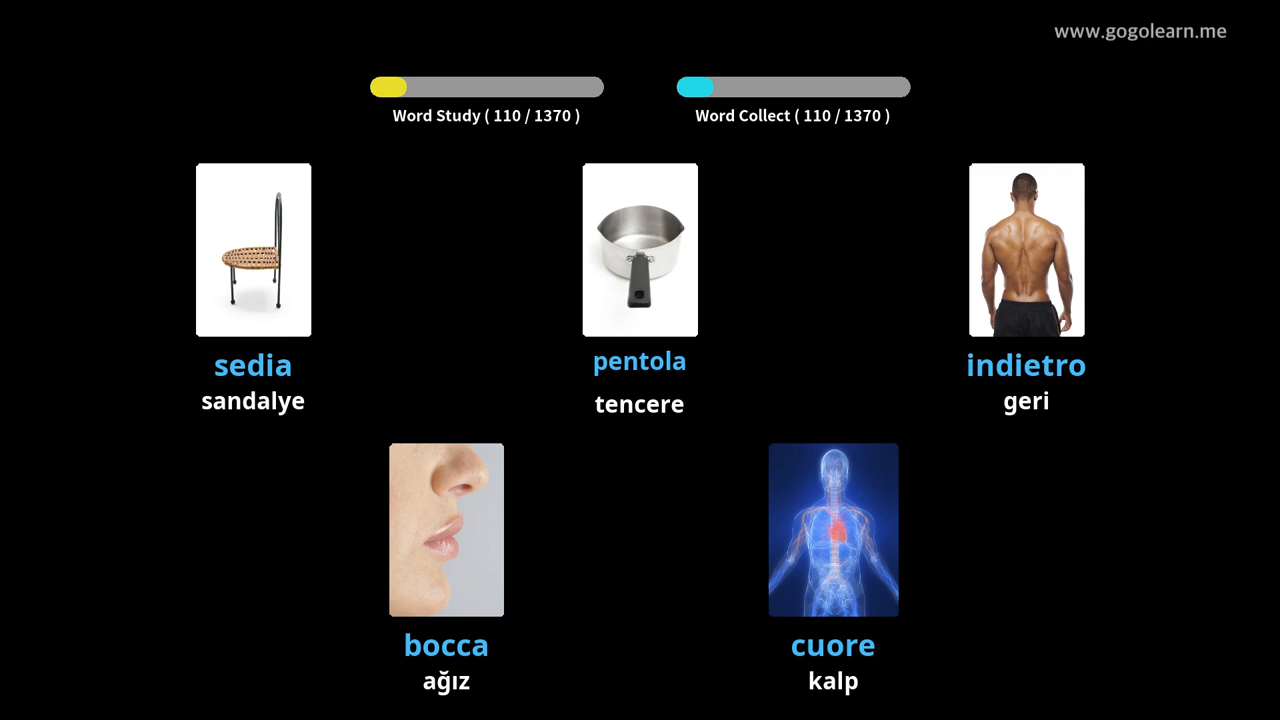 www.gogolearn.me
Word Study ( 110 / 1370 )
Word Collect ( 110 / 1370 )
sedia
sandalye
pentola
tencere
indietro
geri
bocca
ağız
cuore
kalp